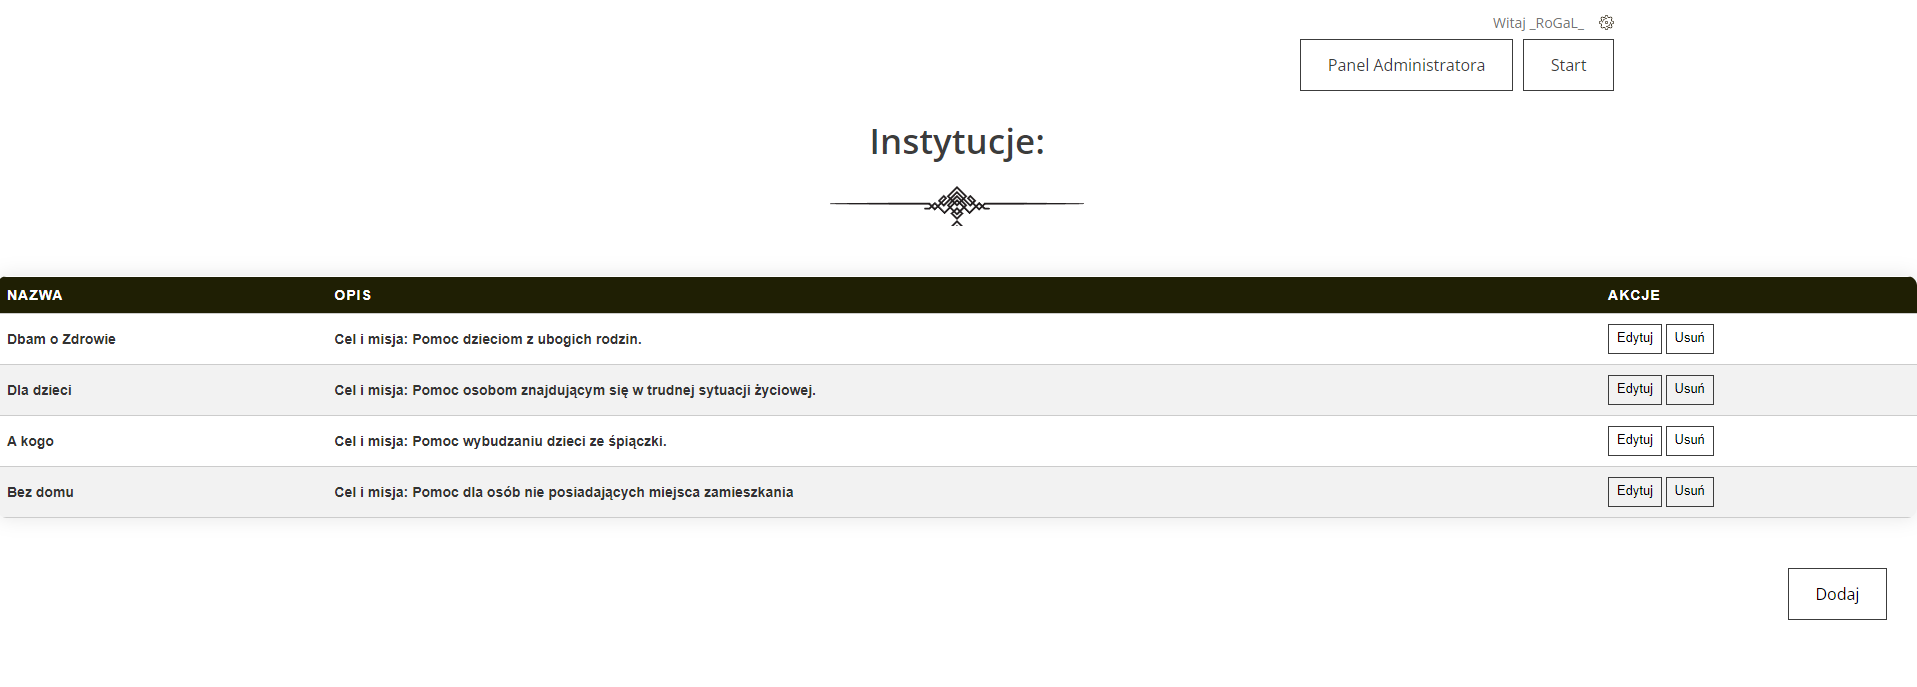 Witaj _RoGaL_
Panel Administratora Start
Instytucje:
NAZWA OPIS AKCJE
Dbam o Zdrowie Cel i misja: Pomoc dzieciom z ubogich rodzin. Edytuj Usuń
Dla dzieci Cel i misja: Pomoc osobom znajdującym się w trudnej sytuacji życiowej. Edytuj Usuń
A kogo Cel i misja: Pomoc wybudzaniu dzieci ze śpiączki. Edytuj Usuń
Bez domu Cel i misja: Pomoc dla osób nie posiadających miejsca zamieszkania Edytuj Usuń
Dodaj